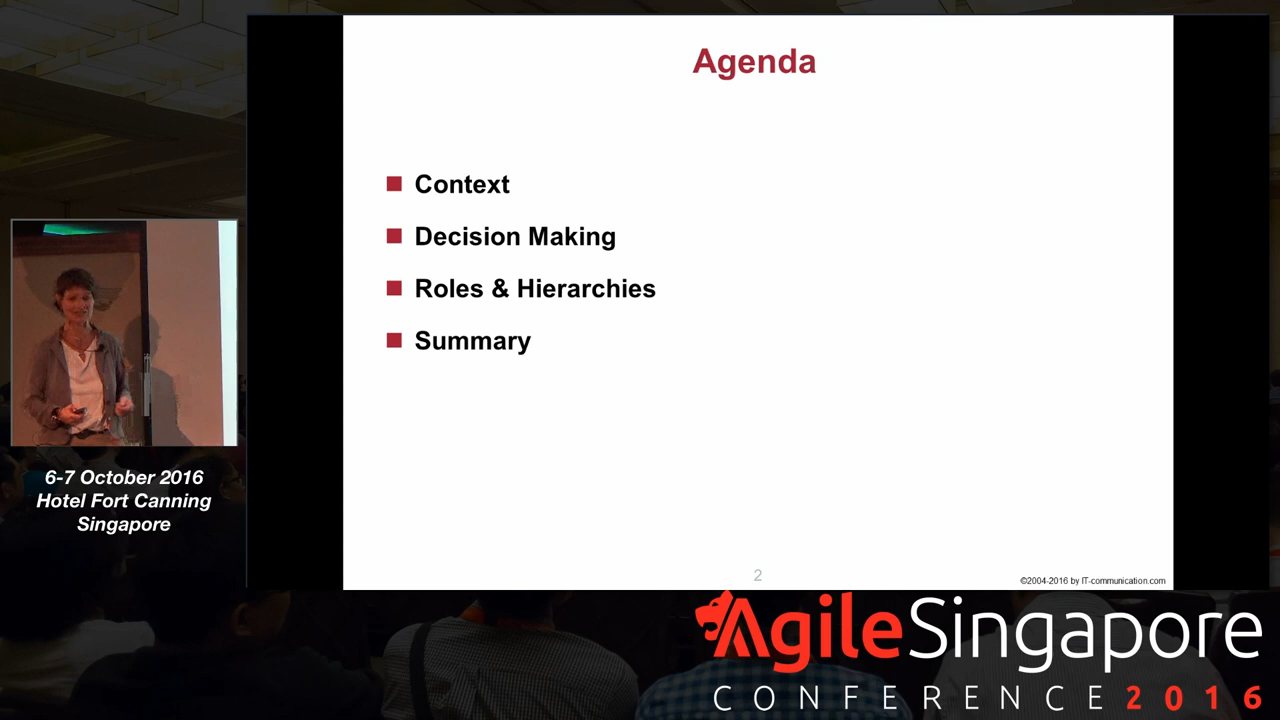 Agenda
Context
Decision Making
Roles & Hierarchies
Summary
2
©2004-2016 by IT-communication.com
6-7 October 2016
Hotel Fort Canning
Singapore
AgileSingapore
CONFERENCE 2016